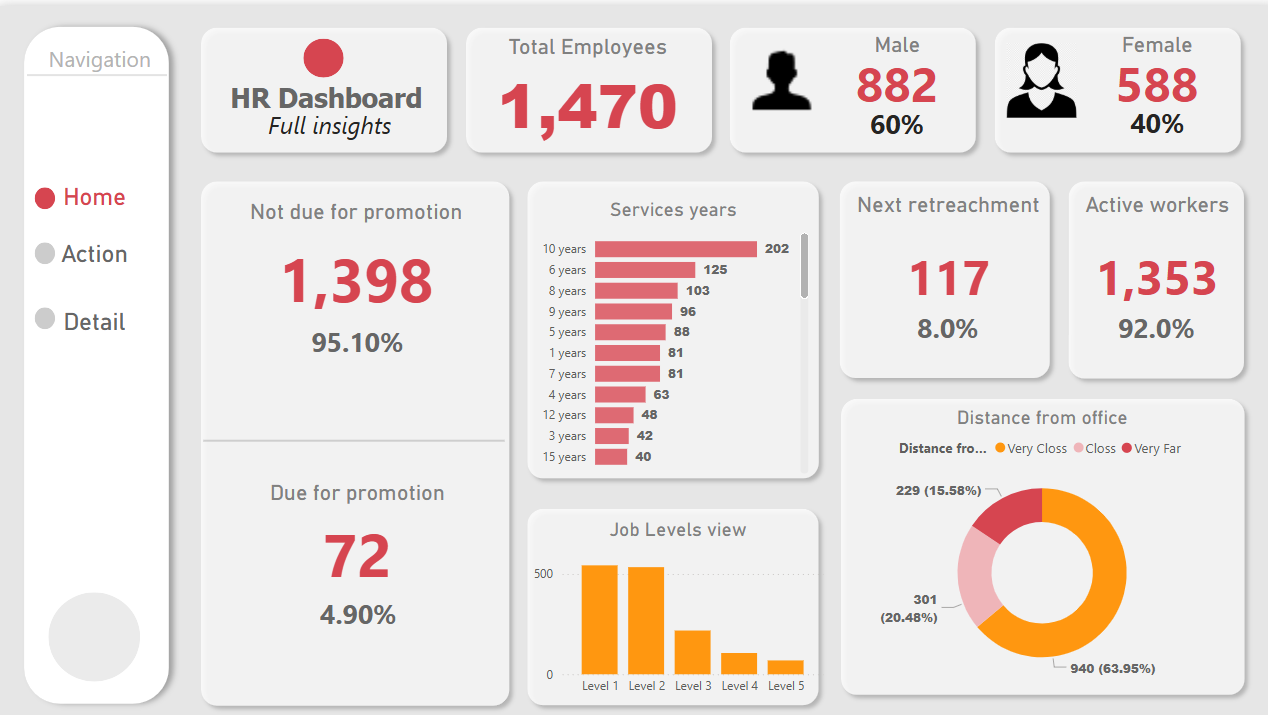 Navigation
Home
Action
Detail
HR Dashboard
Full insights
Total Employees
1,470
Male
882
60%
Female
588
40%
Not due for promotion
1,398
95.10%
Due for promotion
72
4.90%
Services years
10 years 202
6 years 125
8 years 103
9 years 96
5 years 88
1 years 81
7 years 81
4 years 63
12 years 48
3 years 42
15 years 40
Job Levels view
500
0
Level 1 Level 2 Level 3 Level 4 Level 5
Next retreachment
117
8.0%
Active workers
1,353
92.0%
Distance from office
Distance fro... Very Closs Closs Very Far
229 (15.58%)
301
(20.48%)
940 (63.95%)